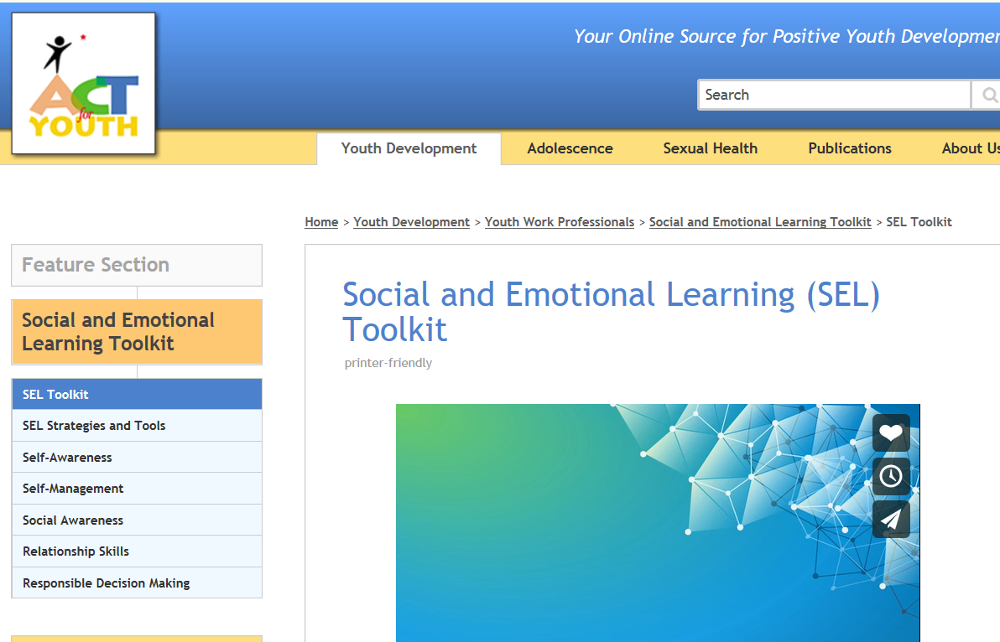 Your Online Source for Positive Youth Developmen
ACT
for
YOUTH
Search
Youth Development Adolescence Sexual Health Publications About Us
Home > Youth Development > Youth Work Professionals > Social and Emotional Learning Toolkit > SEL Toolkit
Feature Section
Social and Emotional
Learning Toolkit
SEL Toolkit
SEL Strategies and Tools
Self-Awareness
Self-Management
Social Awareness
Relationship Skills
Responsible Decision Making
Social and Emotional Learning (SEL)
Toolkit
printer-friendly